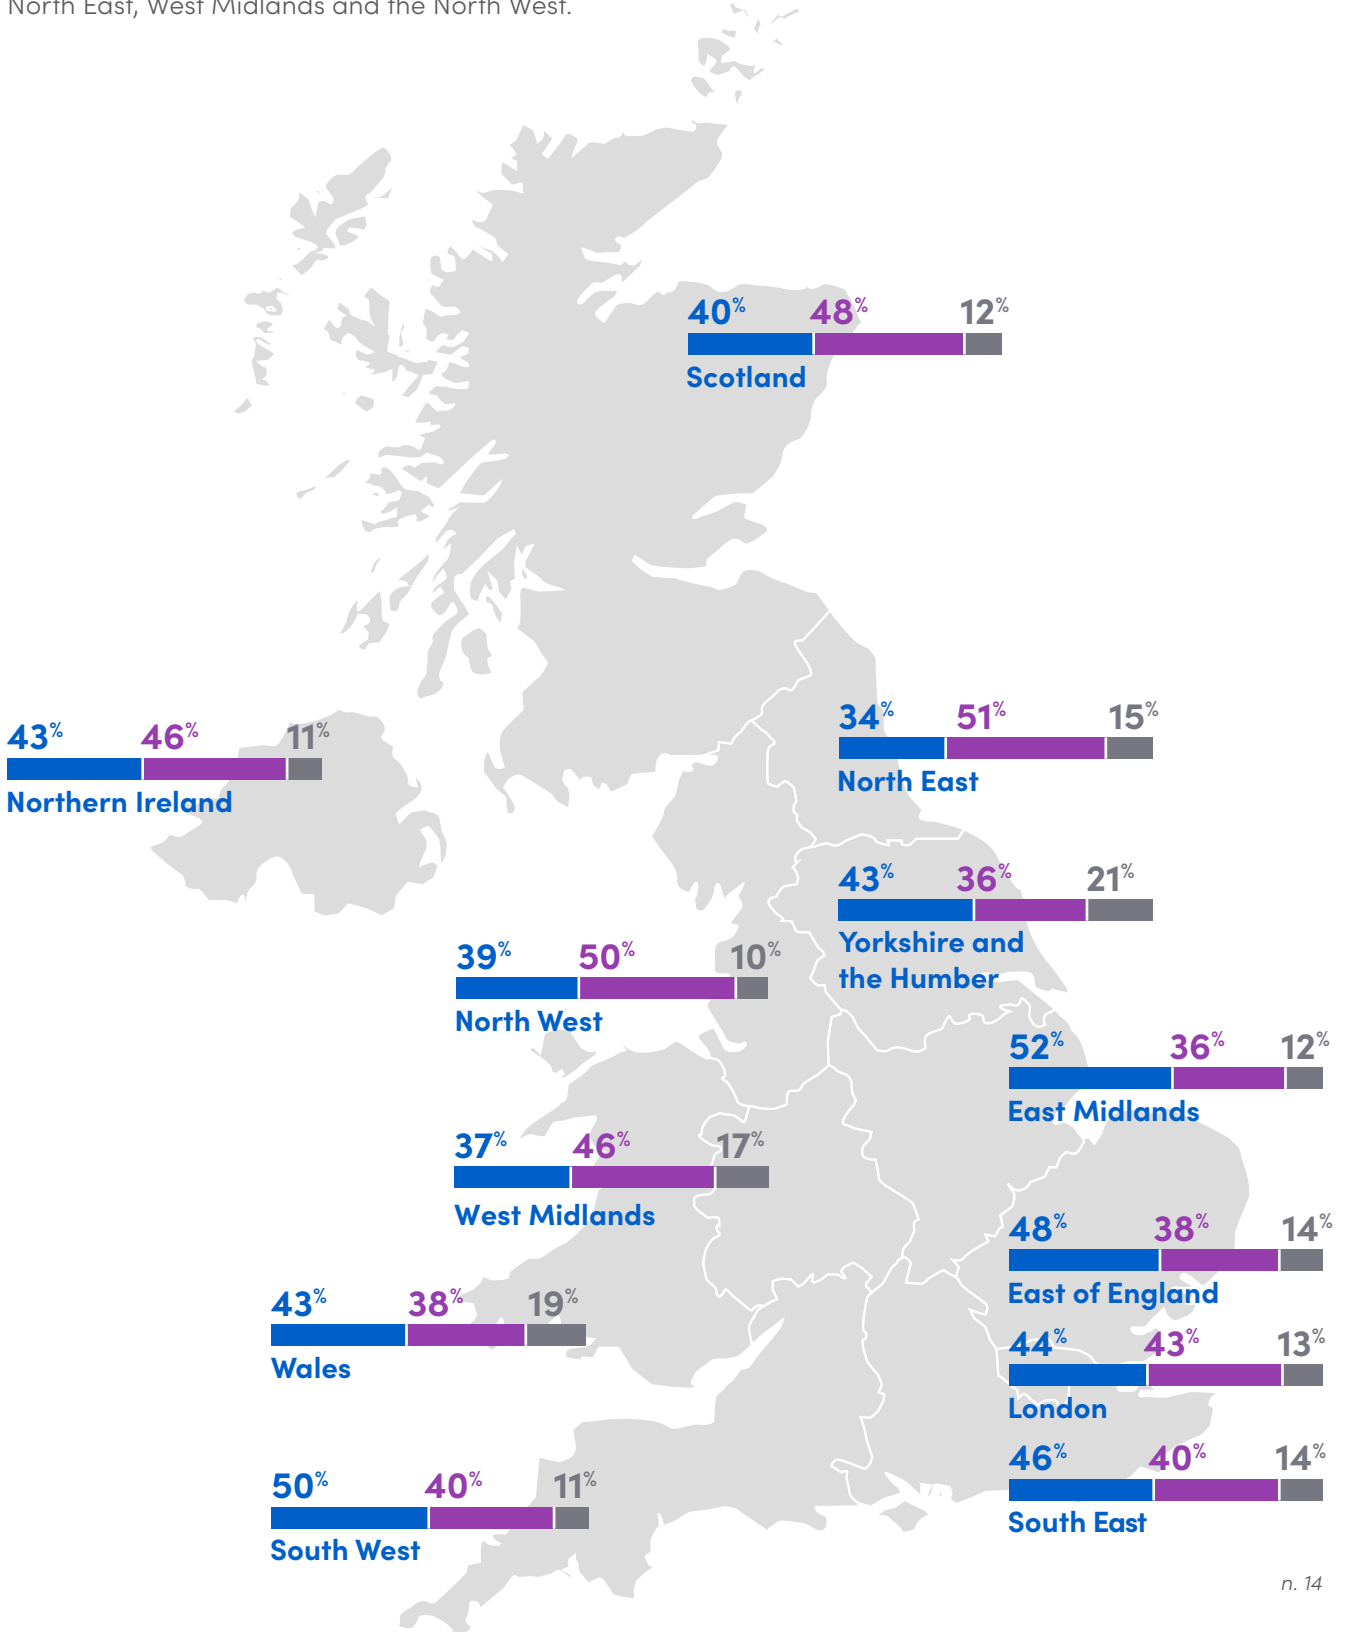 North East, West Midlands and the North West.
40% 48% 12%
Scotland
34% 51% 15%
North East
43% 46% 11%
Northern Ireland
43% 36% 21%
Yorkshire and
the Humber
39% 50% 10%
North West
52% 36% 12%
East Midlands
37% 46% 17%
West Midlands
48% 38% 14%
East of England
43% 38% 19%
Wales
44% 43% 13%
London
46% 40% 14%
South East
50% 40% 11%
South West
n. 14